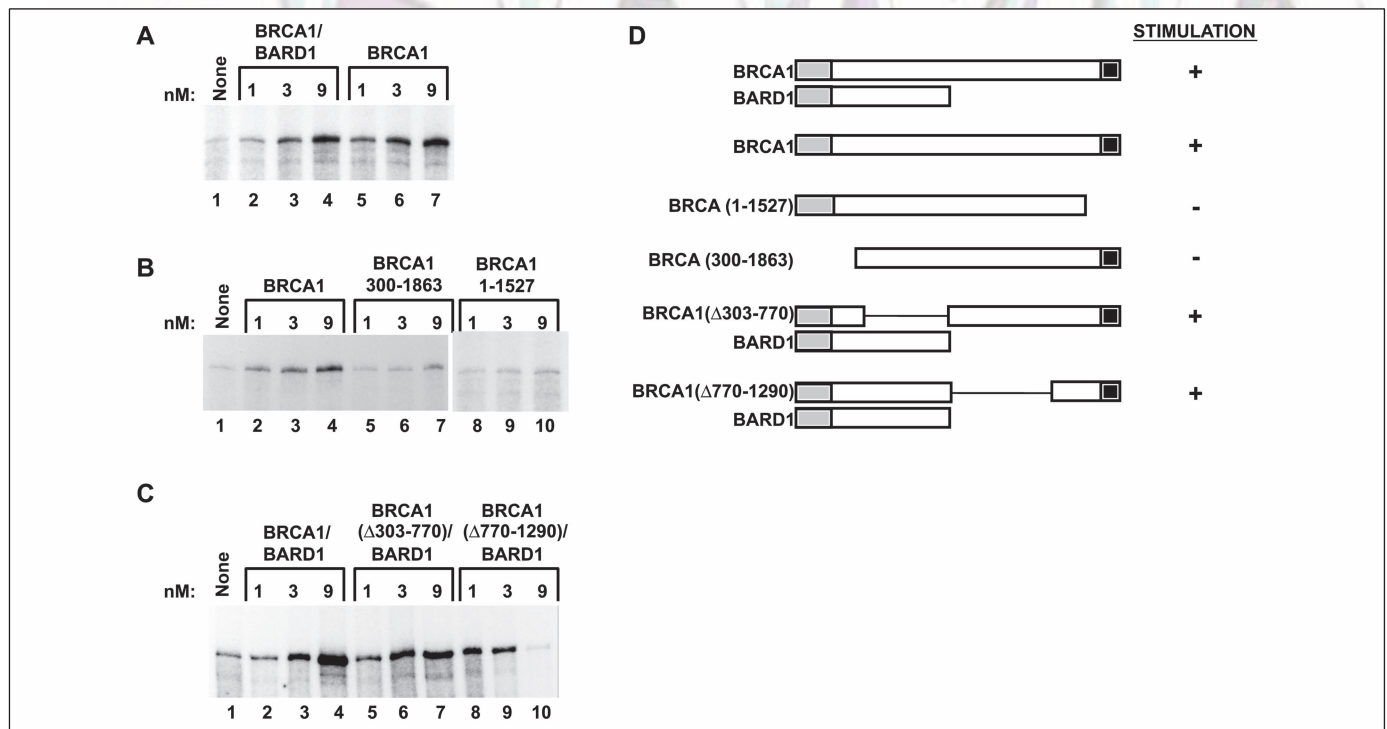 A
BRCA1/
BARD1
BRCA1
None
nM: 1 3 9 1 3 9
1 2 3 4 5 6 7
B
BRCA1
BRCA1
300-1863
BRCA1
1-1527
None
nM: 1 3 9 1 3 9 1 3 9
1 2 3 4 5 6 7 8 9 10
C
BRCA1/
BARD1
BRCA1
(Δ303-770)/
BARD1
BRCA1
(Δ770-1290)/
BARD1
None
nM: 1 3 9 1 3 9 1 3 9
1 2 3 4 5 6 7 8 9 10
D
STIMULATION
BRCA1 +
BARD1
BRCA1 +
BRCA (1-1527) -
BRCA (300-1863) -
BRCA1(Δ303-770) +
BARD1
BRCA1(Δ770-1290) +
BARD1